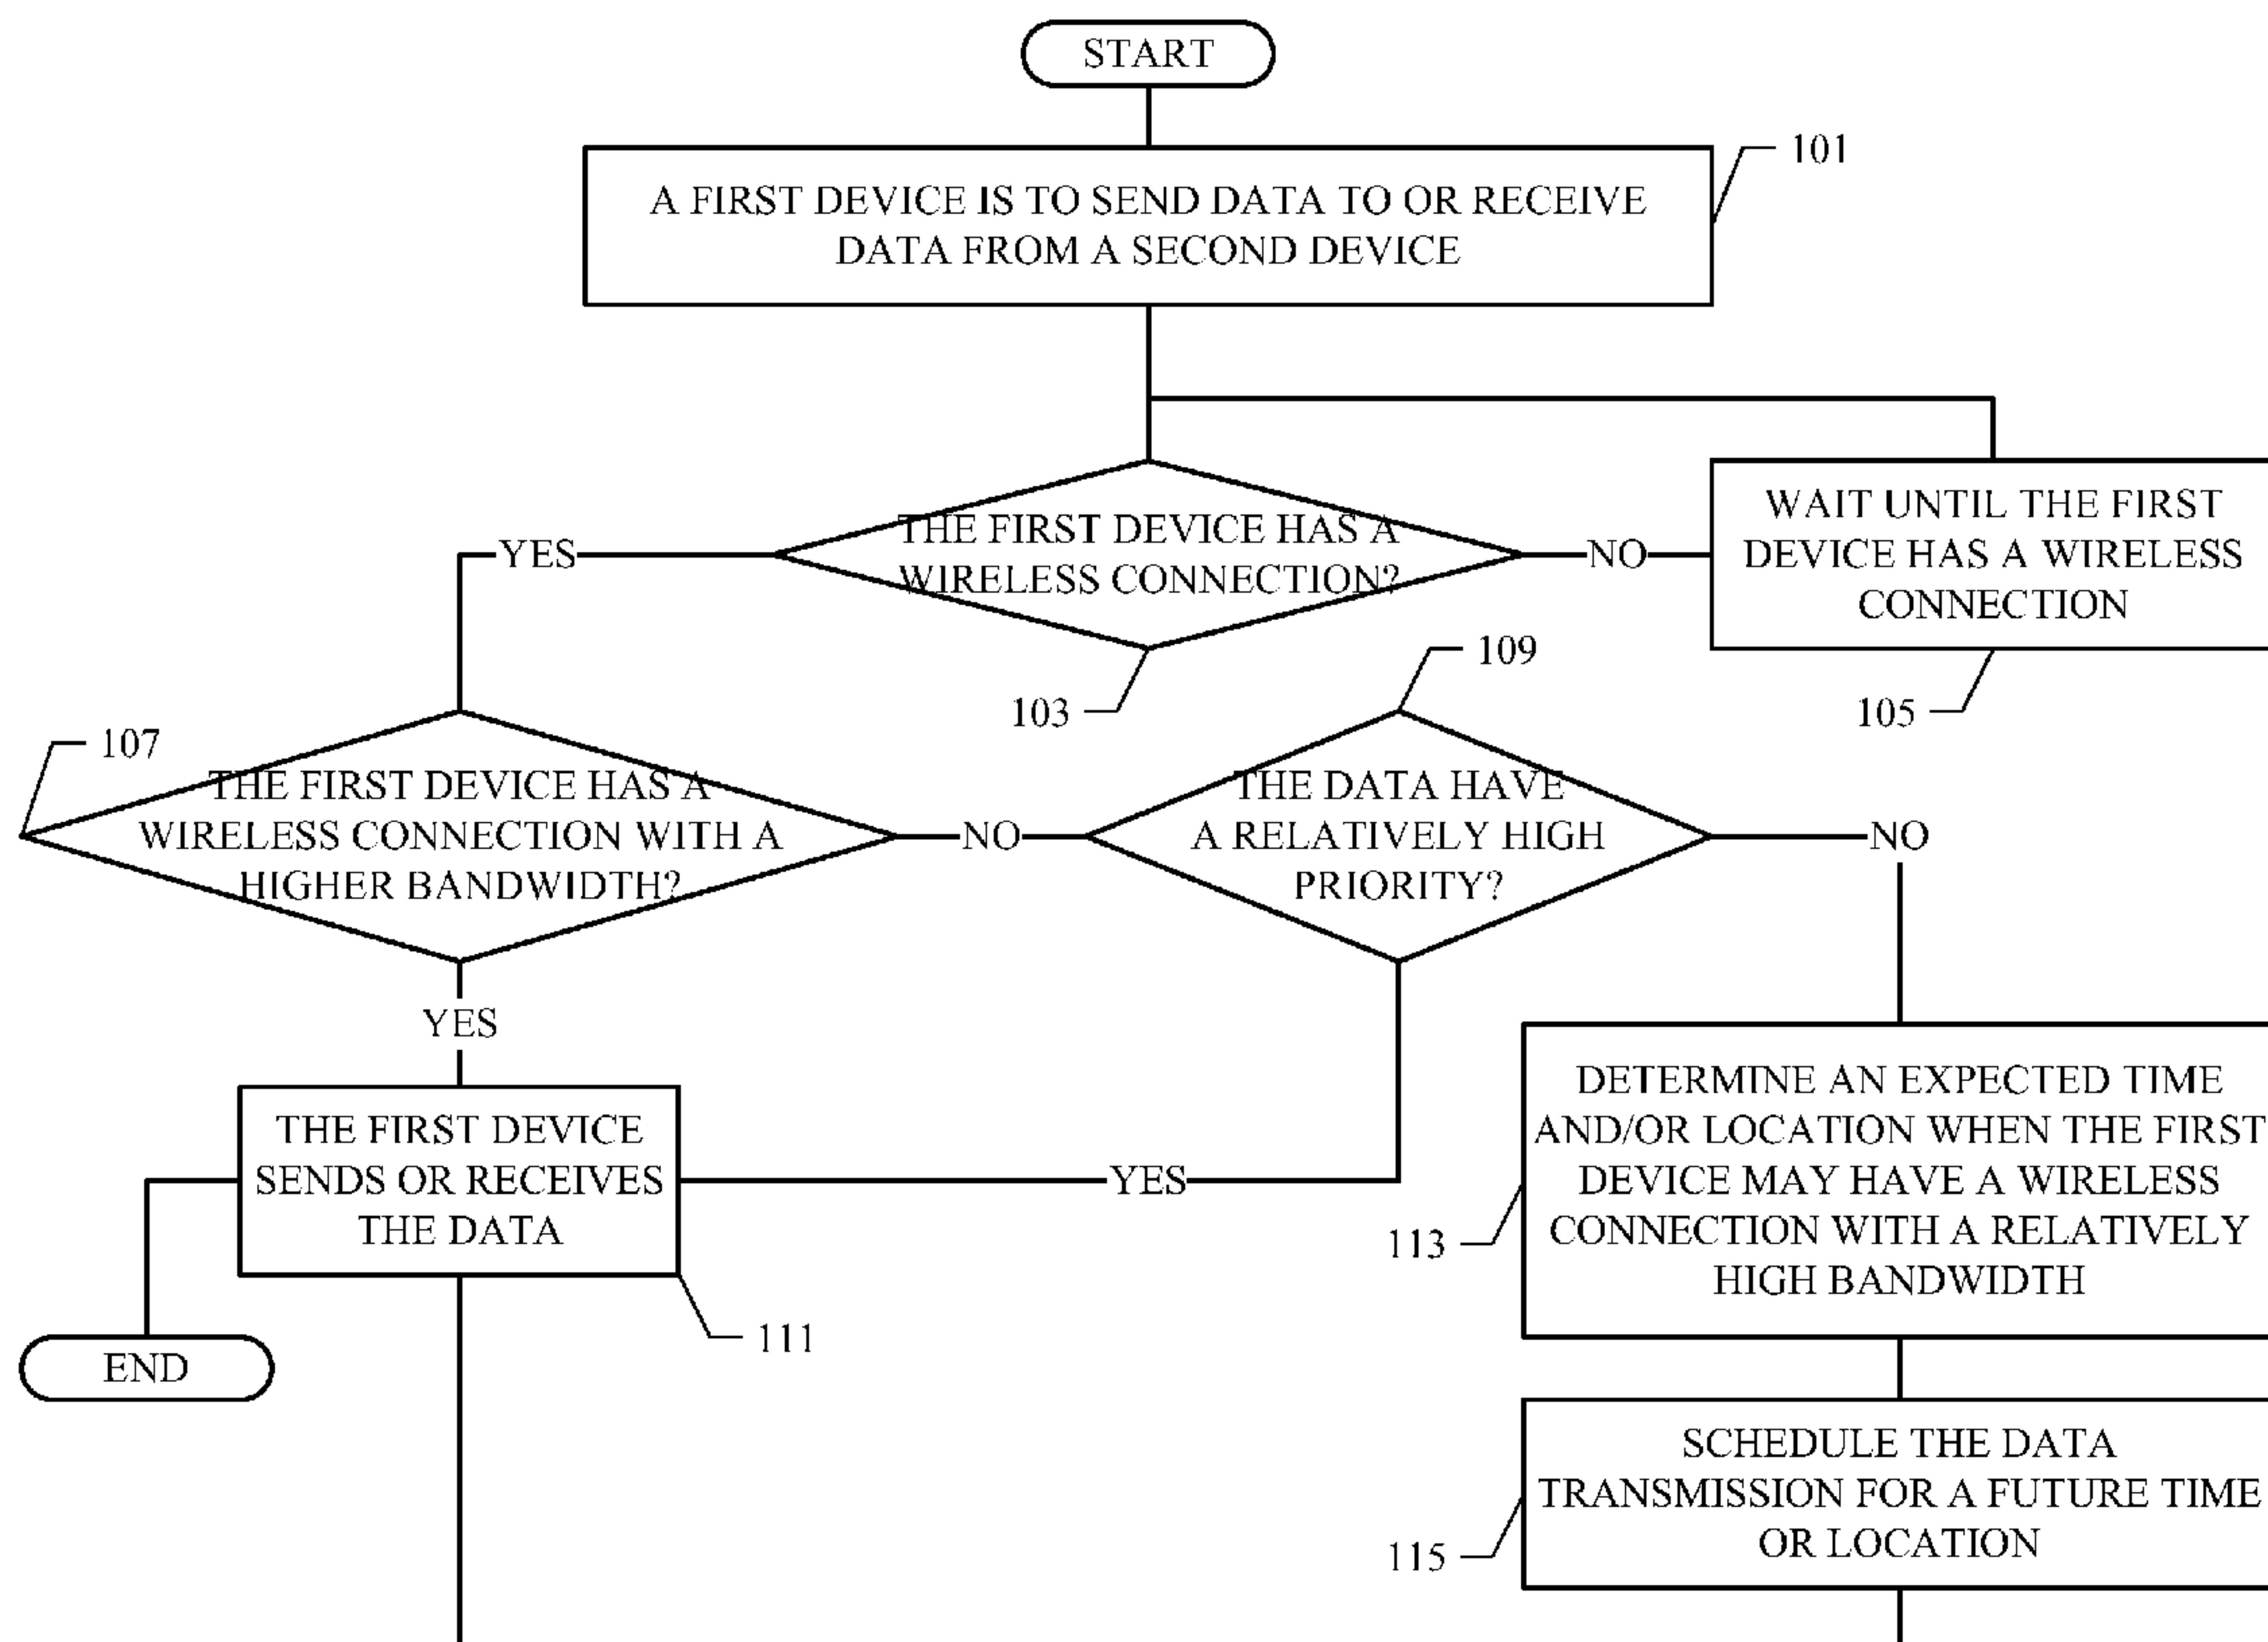 START
101
A FIRST DEVICE IS TO SEND DATA TO OR RECEIVE
DATA FROM A SECOND DEVICE
THE FIRST DEVICE HAS A
WIRELESS CONNECTION?
YES
NO
WAIT UNTIL THE FIRST
DEVICE HAS A WIRELESS
CONNECTION
103
105
109
107
THE FIRST DEVICE HAS A
WIRELESS CONNECTION WITH A
HIGHER BANDWIDTH?
NO
THE DATA HAVE
A RELATIVELY HIGH
PRIORITY?
NO
YES
THE FIRST DEVICE
SENDS OR RECEIVES
THE DATA
YES
111
END
DETERMINE AN EXPECTED TIME
AND/OR LOCATION WHEN THE FIRST
DEVICE MAY HAVE A WIRELESS
CONNECTION WITH A RELATIVELY
HIGH BANDWIDTH
113
SCHEDULE THE DATA
TRANSMISSION FOR A FUTURE TIME
OR LOCATION
115